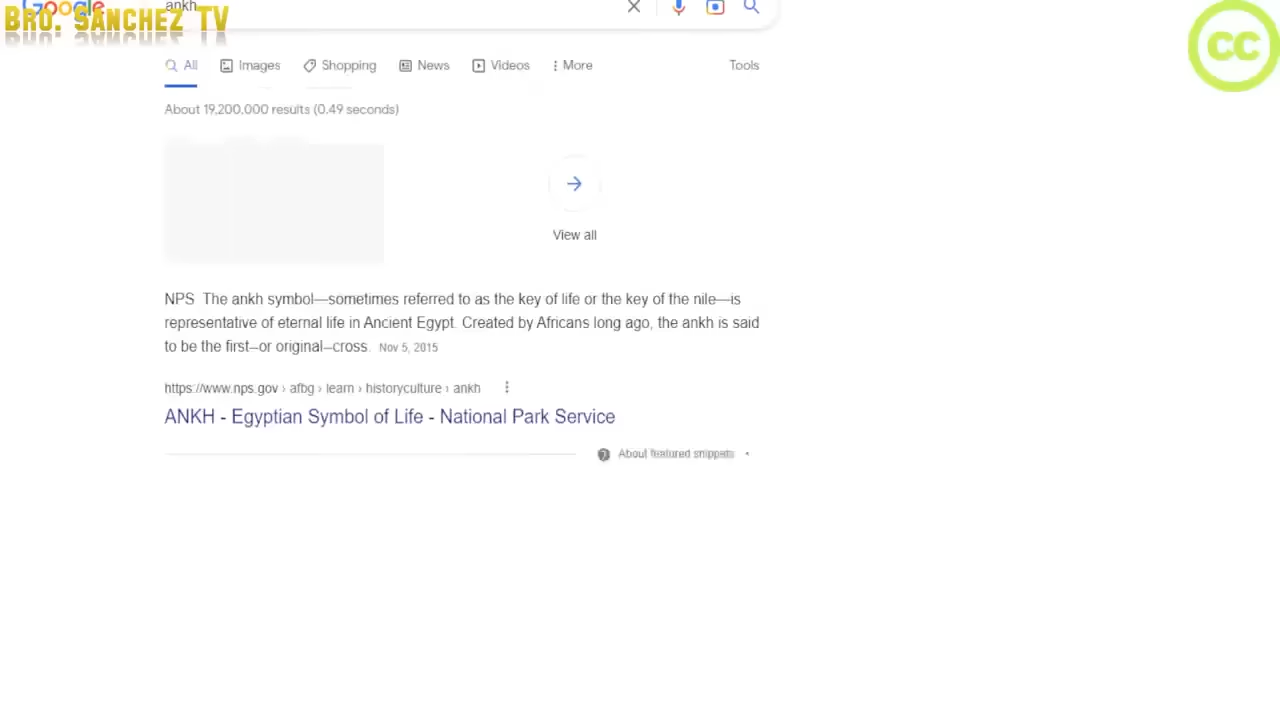 Google
BRO. SANCHEZ TV
ankh
CC
All
Images
Shopping
News
Videos
More
Tools
About 19,200,000 results (0.49 seconds)
View all
NPS The ankh symbol—sometimes referred to as the key of life or the key of the nile—is
representative of eternal life in Ancient Egypt. Created by Africans long ago, the ankh is said
to be the first–or original–cross. Nov 5, 2015
https://www.nps.gov › afbg › learn › historyculture › ankh
ANKH - Egyptian Symbol of Life - National Park Service
About featured snippets